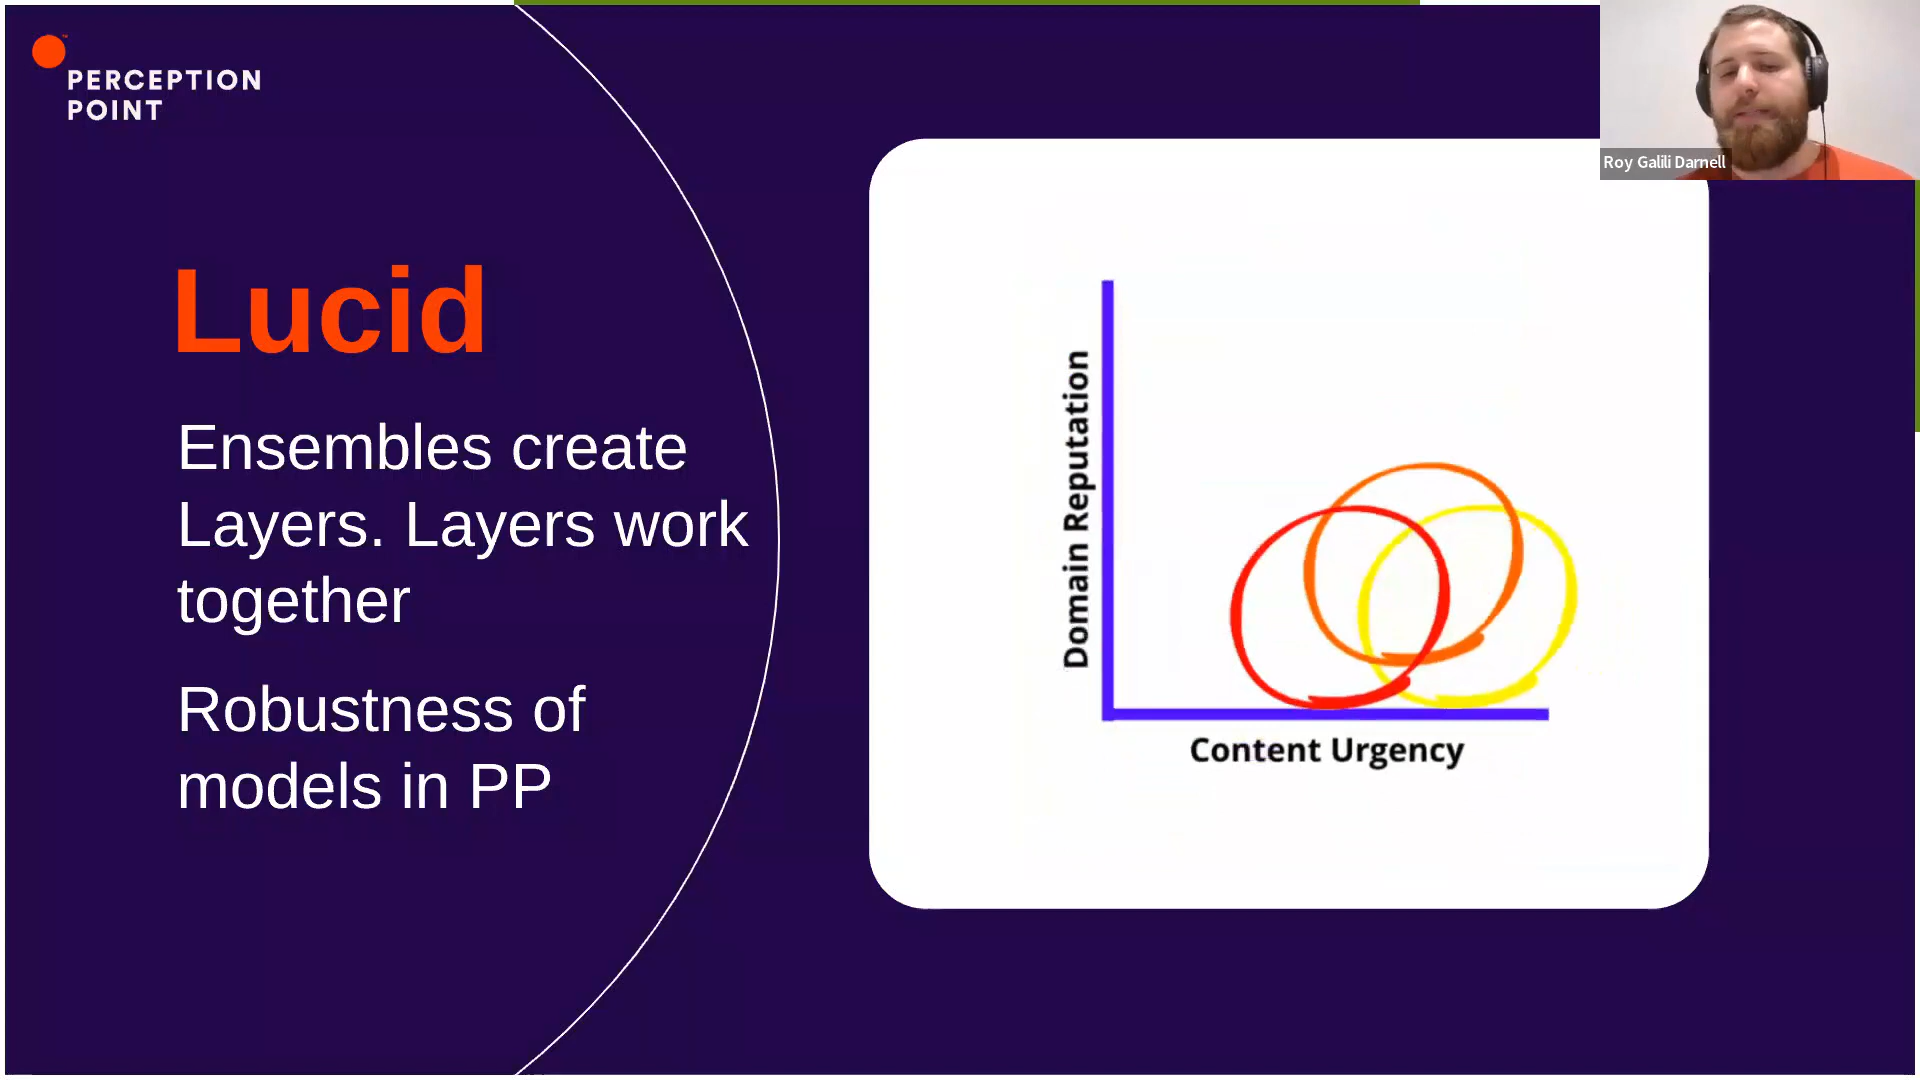 PERCEPTION
POINT
Lucid
Ensembles create
Layers. Layers work
together
Robustness of
models in PP
Domain Reputation
Content Urgency
Roy Galili Darnell